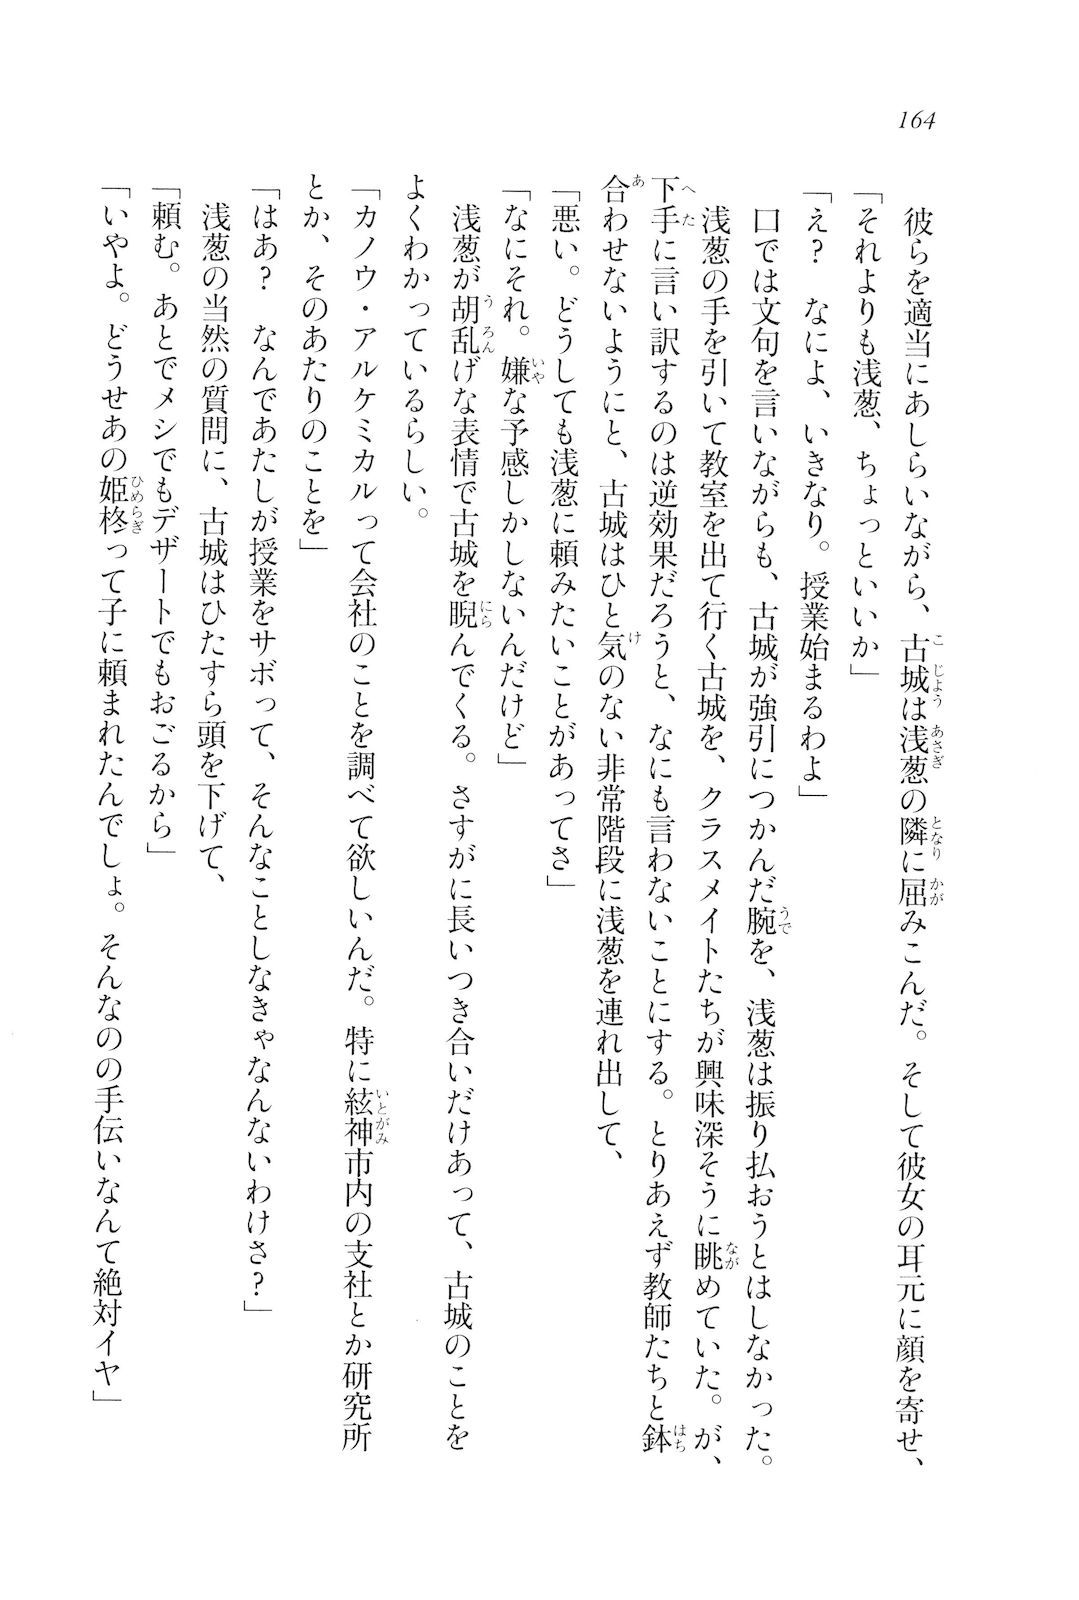 164
　彼らを適当にあしらいながら、古城は浅葱の隣に屈みこんだ。そして彼女の耳元に顔を寄せ、
「それよりも浅葱、ちょっといいか」
「え？　なによ、いきなり。授業始まるわよ」
　口では文句を言いながらも、古城が強引につかんだ腕を、浅葱は振り払おうとはしなかった。
　浅葱の手を引いて教室を出て行く古城を、クラスメイトたちが興味深そうに眺めていた。が、
下手に言い訳するのは逆効果だろうと、なにも言わないことにする。とりあえず教師たちと鉢
合わせないようにと、古城はひと気のない非常階段に浅葱を連れ出して、
「悪い。どうしても浅葱に頼みたいことがあってさ」
「なにそれ。嫌な予感しかしないんだけど」
　浅葱が胡乱げな表情で古城を睨んでくる。さすがに長いつき合いだけあって、古城のことを
よくわかっているらしい。
「カノウ・アルケミカルって会社のことを調べて欲しいんだ。特に絃神市内の支社とか研究所
とか、そのあたりのことを」
「はあ？　なんであたしが授業をサボって、そんなことしなきゃなんないわけさ？」
　浅葱の当然の質問に、古城はひたすら頭を下げて、
「頼む。あとでメシでもデザートでもおごるから」
「いやよ。どうせあの姫柊って子に頼まれたんでしょ。そんなのの手伝いなんて絶対イヤ」